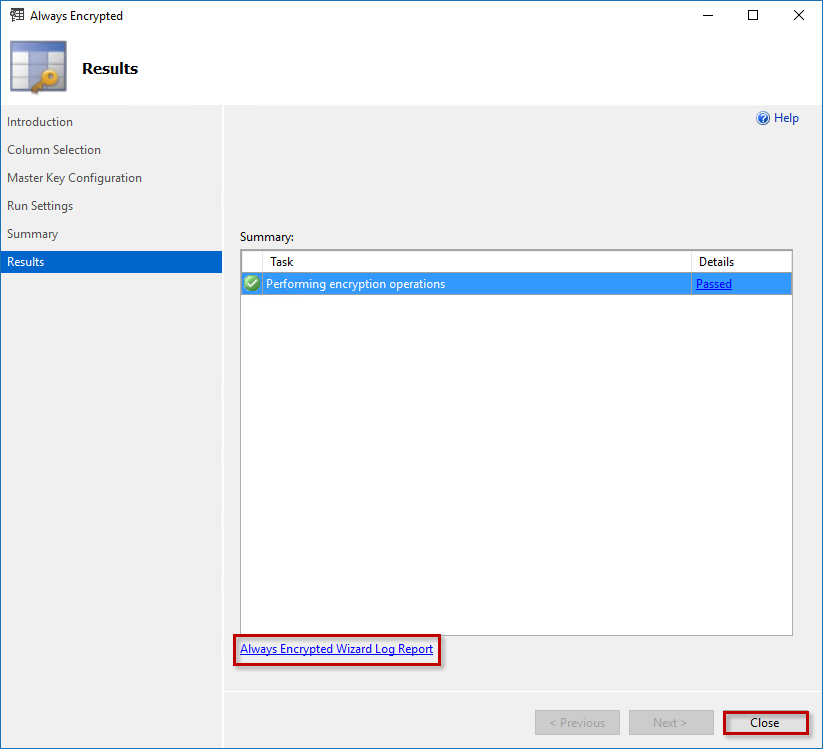 Always Encrypted
Results
Introduction
Column Selection
Master Key Configuration
Run Settings
Summary
Results
Help
Summary:
Task Details
Performing encryption operations Passed
Always Encrypted Wizard Log Report
< Previous Next > Close